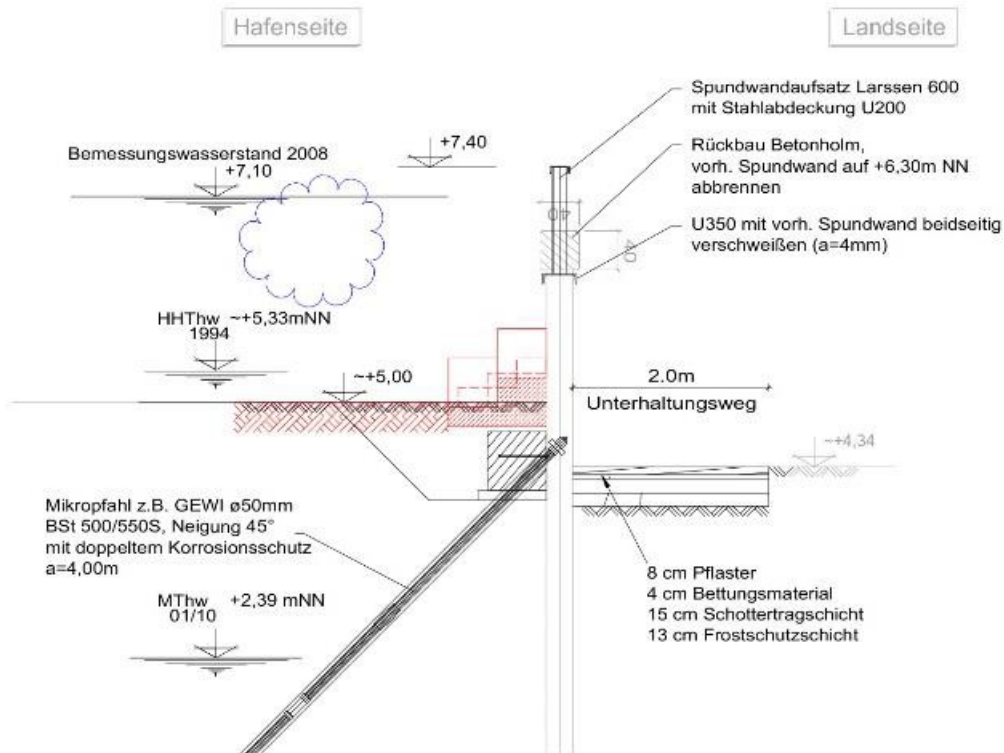 Hafenseite
Landseite
Spundwandaufsatz Larssen 600
mit Stahlabdeckung U200
+7,40
Bemessungswasserstand 2008
+7,10
Rückbau Betonholm,
vorh. Spundwand auf +6,30m NN
abbrennen
40
U350 mit vorh. Spundwand beidseitig
verschweißen (a=4mm)
40
HHThw ~+5,33mNN
1994
~+5,00
2.0m
Unterhaltungsweg
~+4,34
Mikropfahl z.B. GEWI ø50mm
BSt 500/550S, Neigung 45°
mit doppeltem Korrosionsschutz
a=4,00m
8 cm Pflaster
4 cm Bettungsmaterial
15 cm Schottertragschicht
13 cm Frostschutzschicht
MThw +2,39 mNN
01/10